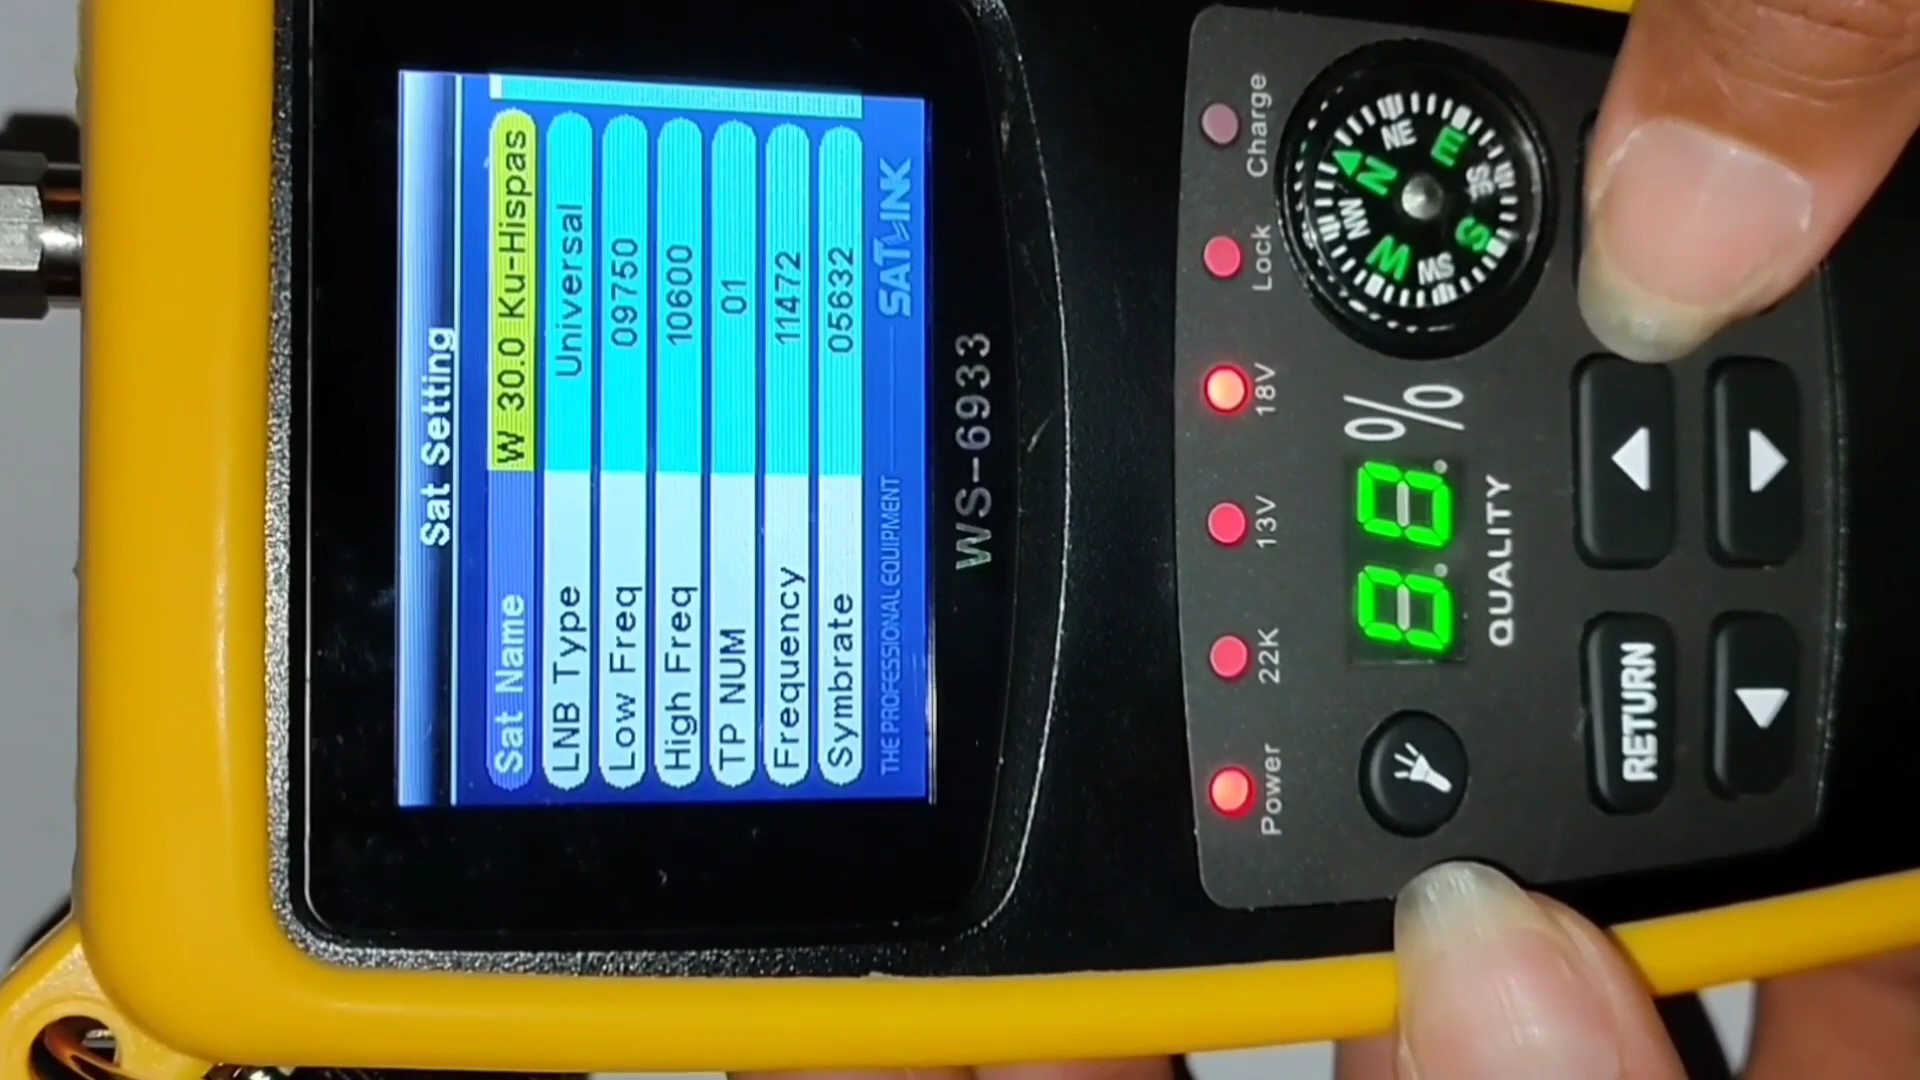 Sat Setting
Sat Name W 30.0 Ku-Hispas
LNB Type Universal
Low Freq 09750
High Freq 10600
TP NUM 01
Frequency 11472
Symbrate 05632
THE PROFESSIONAL EQUIPMENT SATLINK
WS-6933
Power 22K 13V 18V Lock Charge
00 %
QUALITY
N NE E SE S SW W NW
RETURN